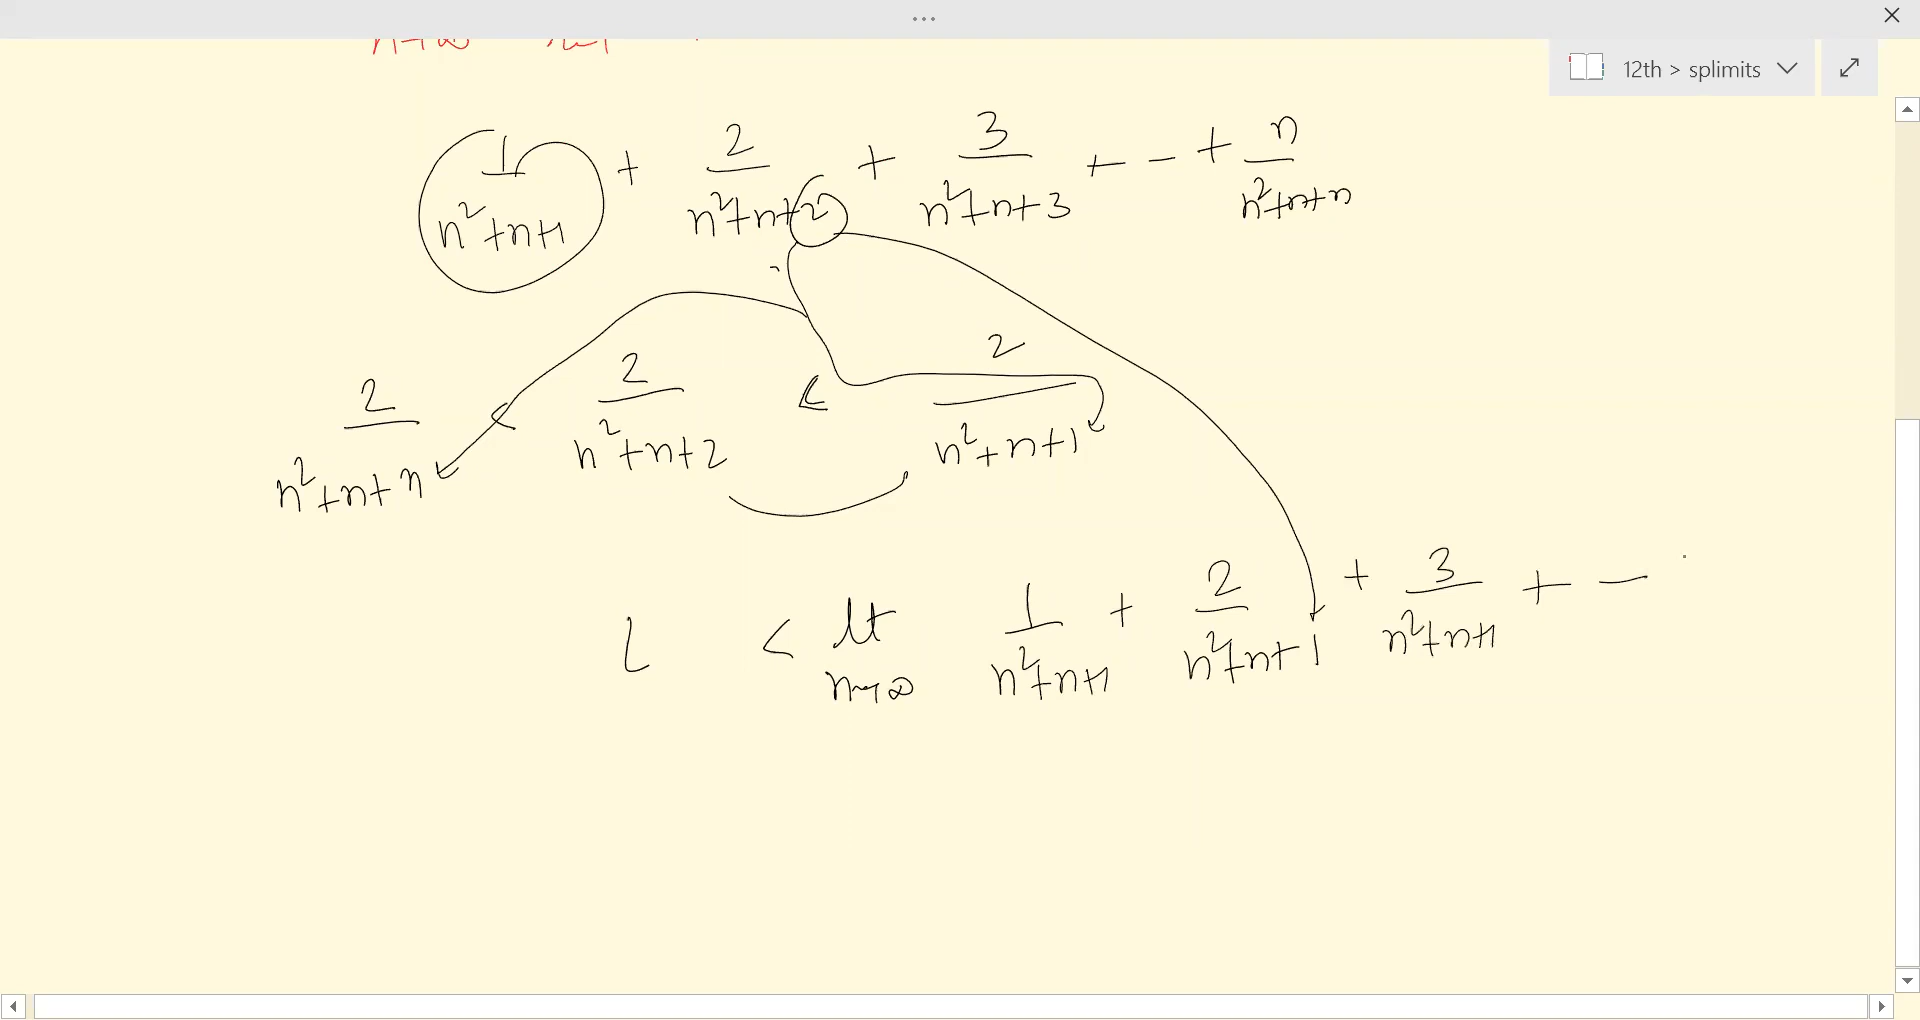 12th > splimits
n→∞
1/(n²+n+1) + 2/(n²+n+2) + 3/(n²+n+3) + - - + n/(n²+n+n)
2/(n²+n+n) < 2/(n²+n+2) < 2/(n²+n+1)
L < lt n→∞ 1/(n²+n+1) + 2/(n²+n+1) + 3/(n²+n+1) + -